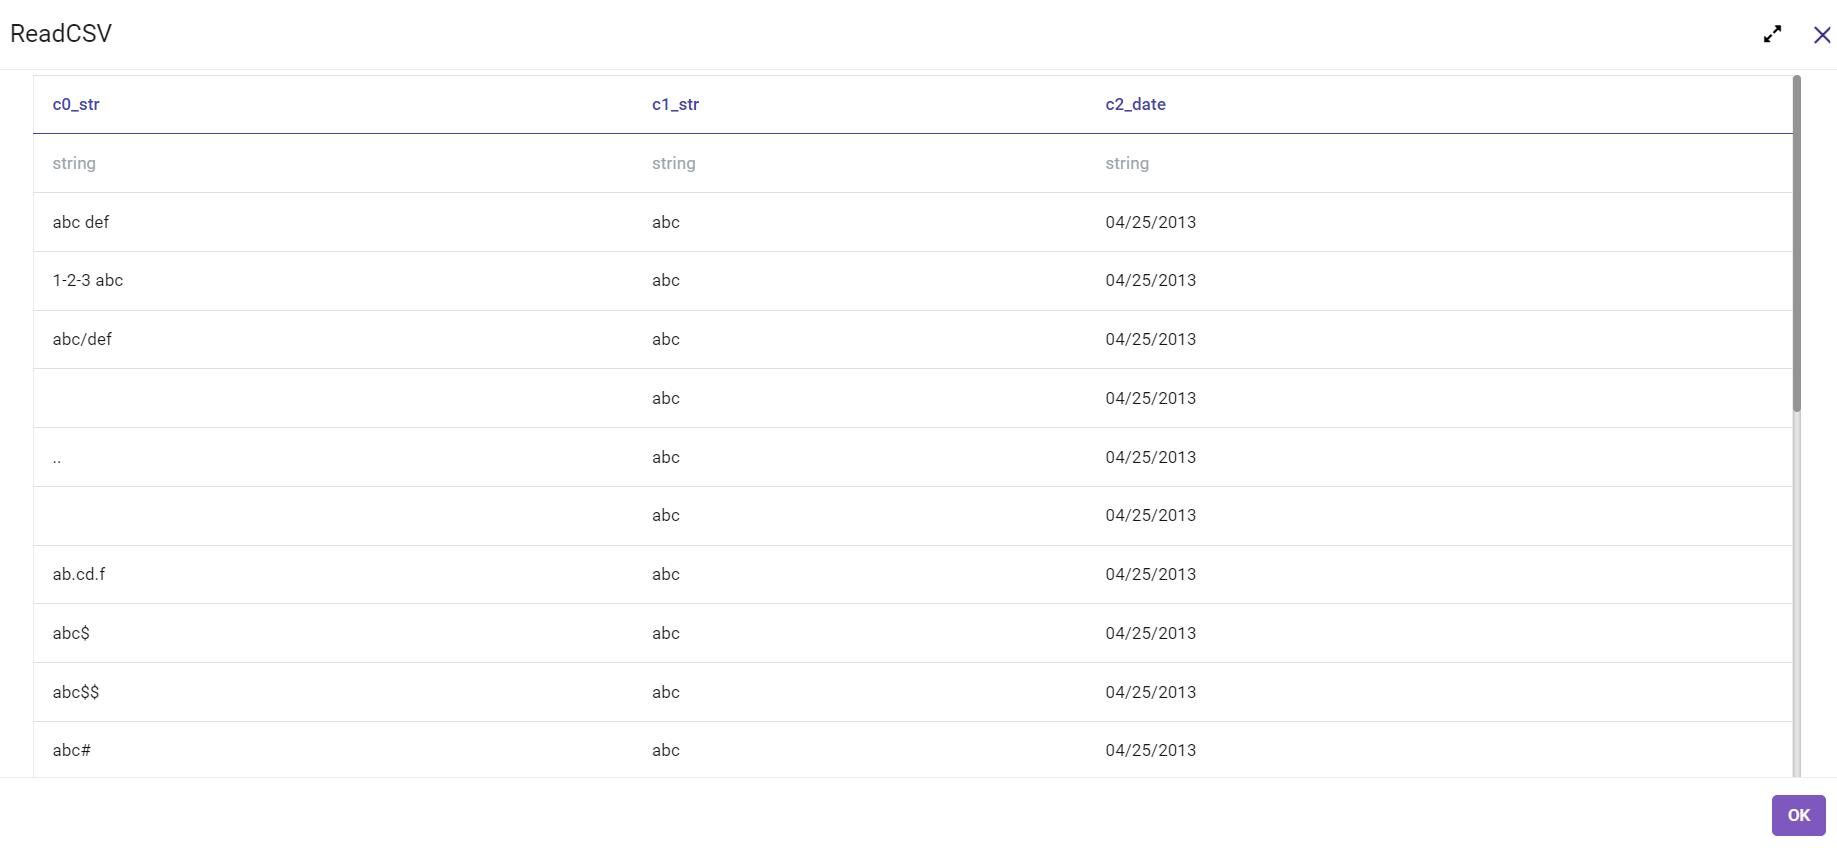 ReadCSV
c0_str c1_str c2_date
string string string
abc def abc 04/25/2013
1-2-3 abc abc 04/25/2013
abc/def abc 04/25/2013
abc 04/25/2013
.. abc 04/25/2013
abc 04/25/2013
ab.cd.f abc 04/25/2013
abc$ abc 04/25/2013
abc$$ abc 04/25/2013
abc# abc 04/25/2013
OK